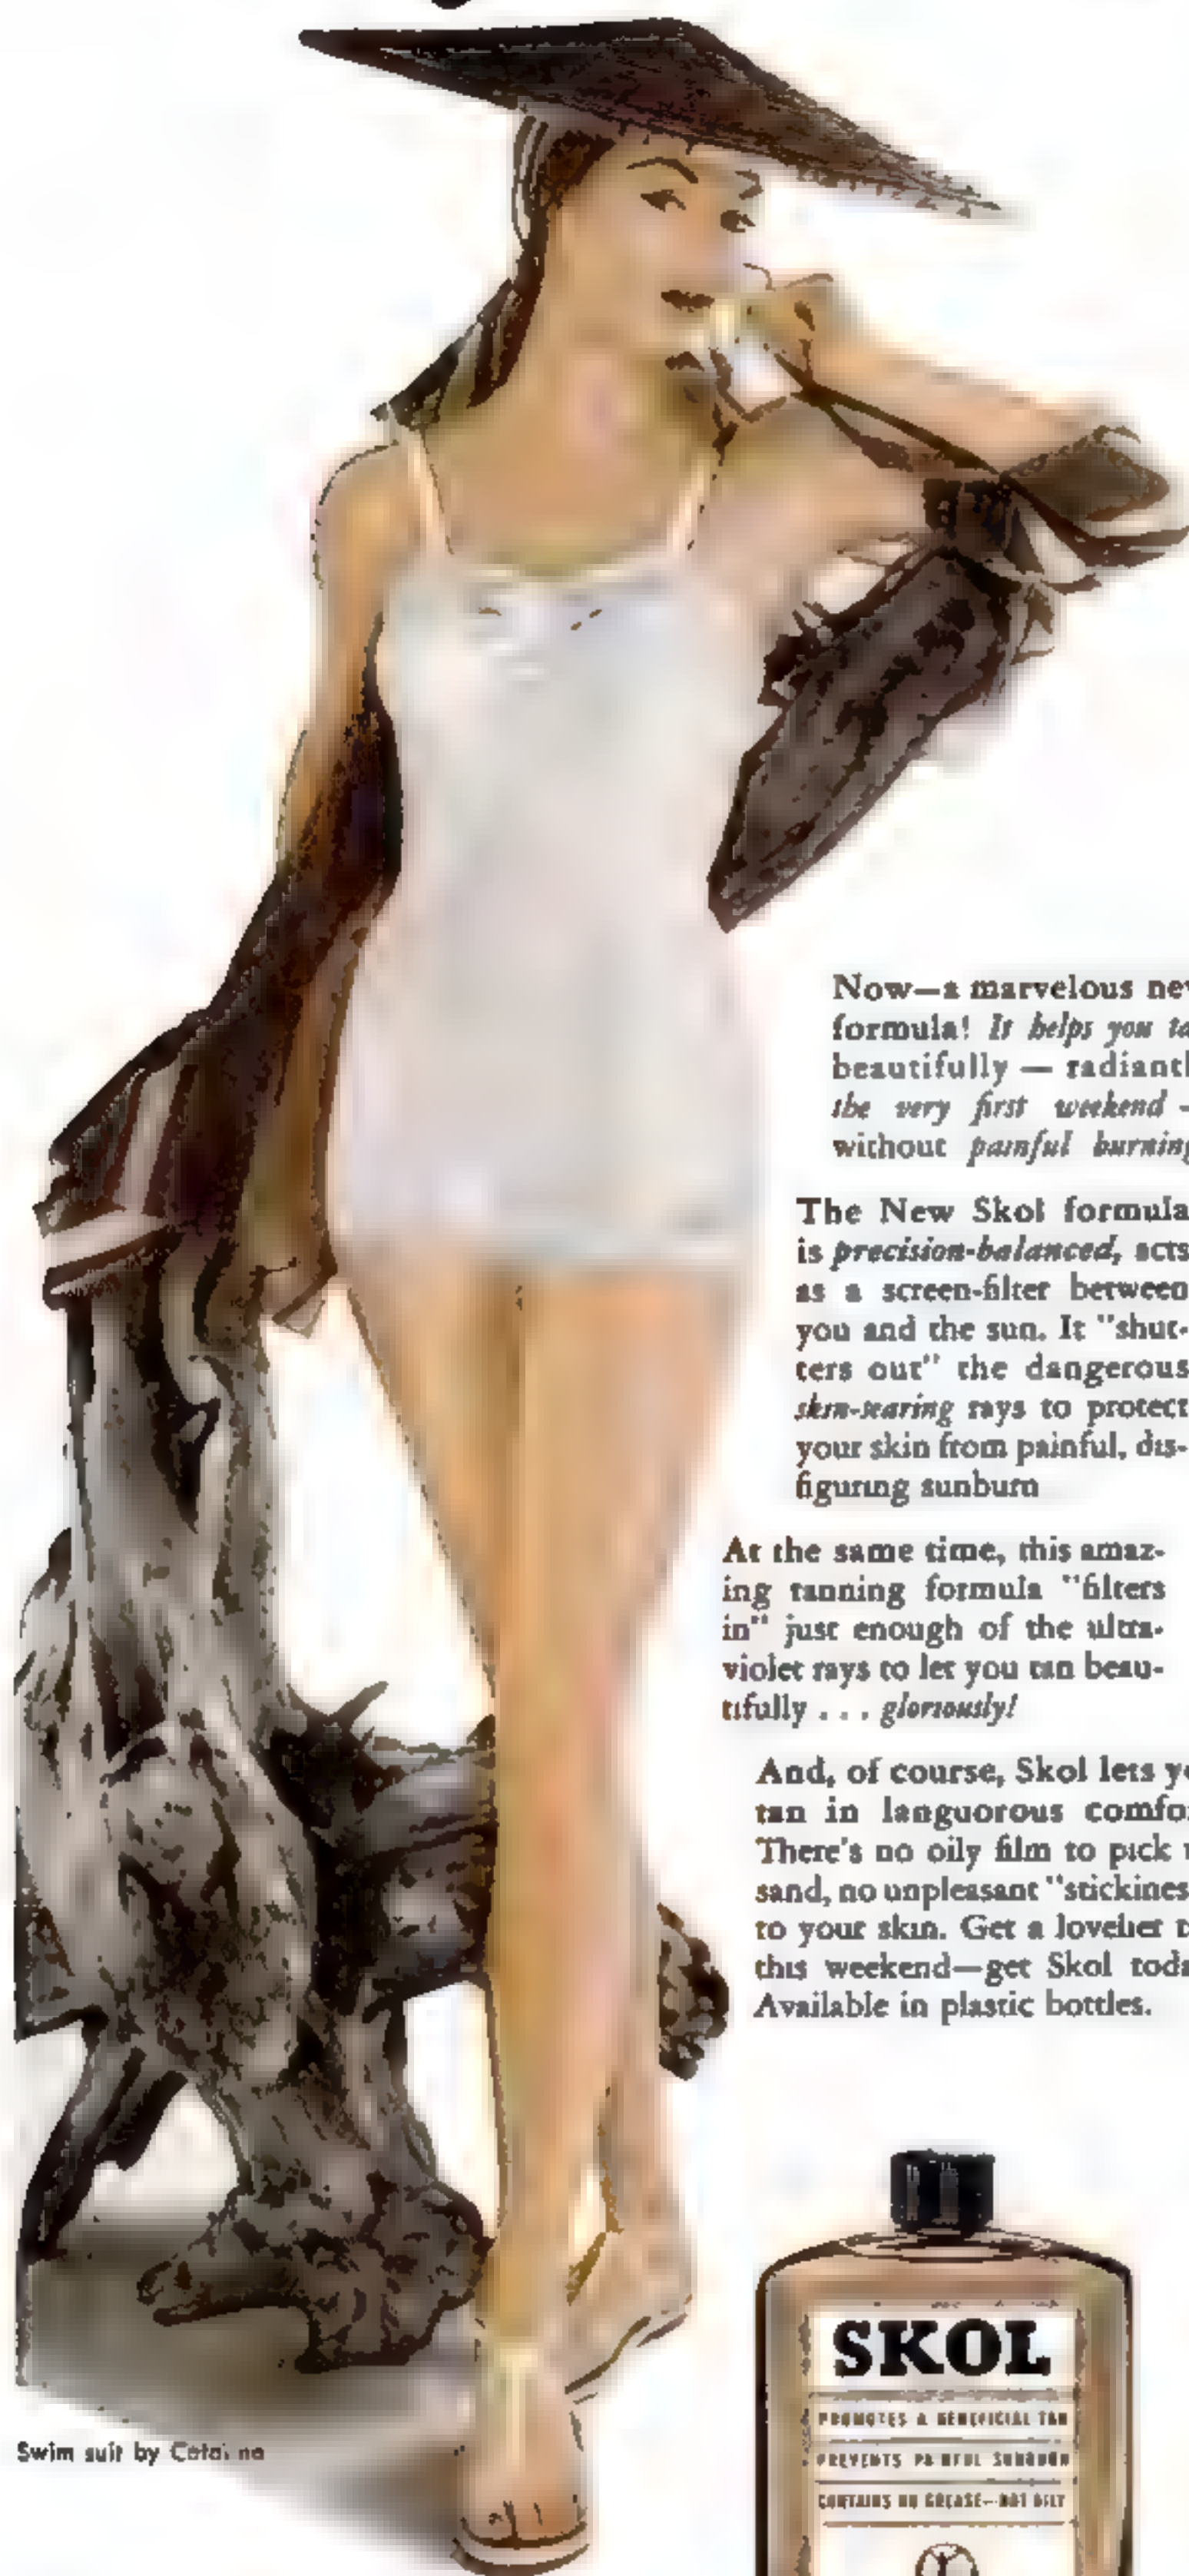 Now—a marvelous new
formula! It helps you ta
beautifully — radiantl
the very first weekend –
without painful burning
The New Skol formula
is precision-balanced, acts
as a screen-filter between
you and the sun. It "shut-
ters out" the dangerous
skin-searing rays to protect
your skin from painful, dis-
figuring sunburn
At the same time, this amaz-
ing tanning formula "filters
in" just enough of the ultra-
violet rays to let you tan beau-
tifully . . . gloriously!
And, of course, Skol lets yo
tan in languorous comfor
There's no oily film to pick u
sand, no unpleasant "stickines
to your skin. Get a lovelier t
this weekend—get Skol toda
Available in plastic bottles.
SKOL
PROMOTES A BENEFICIAL TAN
PREVENTS PAINFUL SUNBURN
CONTAINS NO GREASE—NOT OILY
Swim suit by Catalina